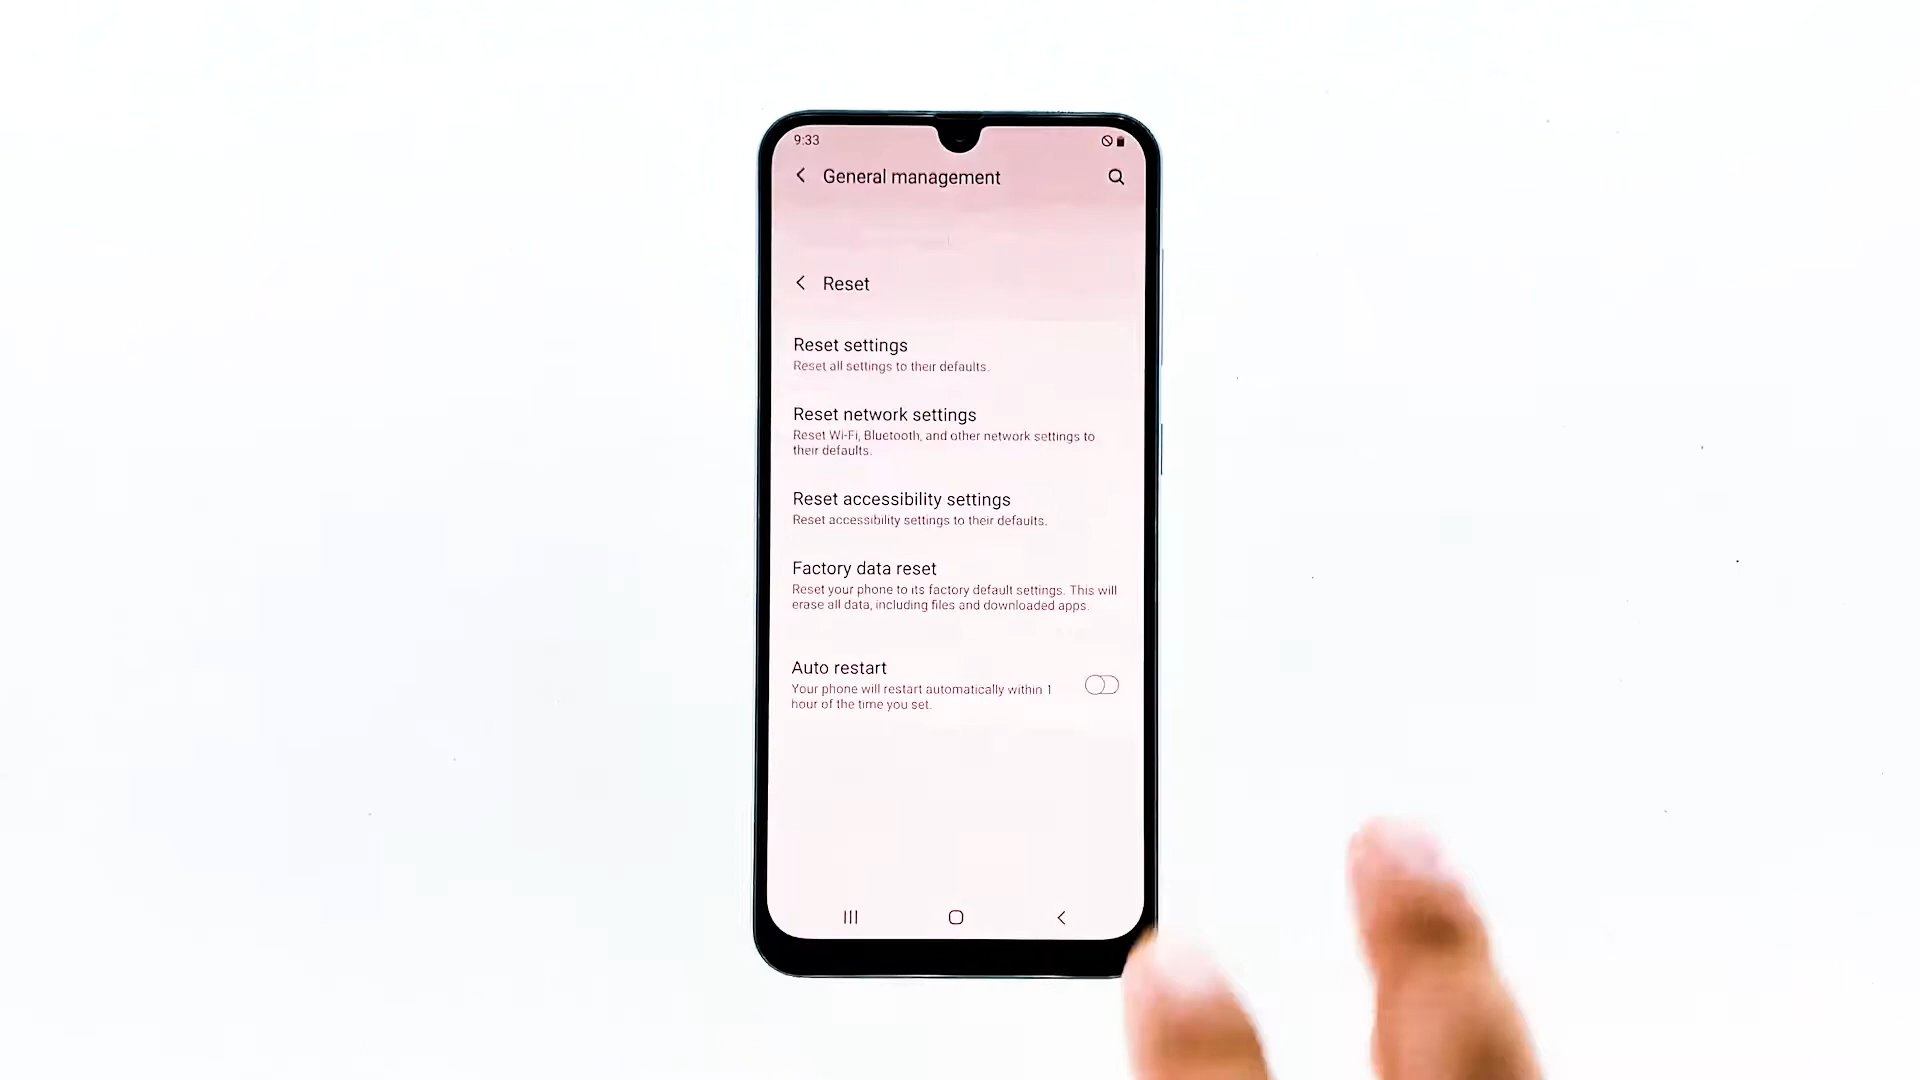 9:33
General management
Reset
Reset settings
Reset all settings to their defaults.
Reset network settings
Reset Wi-Fi, Bluetooth, and other network settings to
their defaults.
Reset accessibility settings
Reset accessibility settings to their defaults.
Factory data reset
Reset your phone to its factory default settings. This will
erase all data, including files and downloaded apps.
Auto restart
Your phone will restart automatically within 1
hour of the time you set.